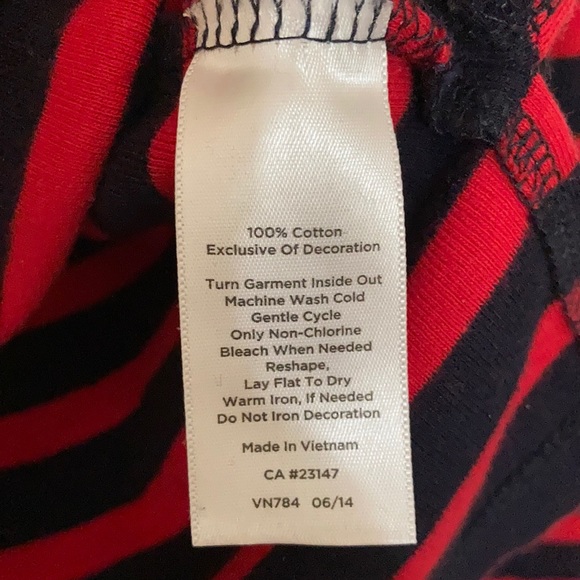 100% Cotton
Exclusive Of Decoration
Turn Garment Inside Out
Machine Wash Cold
Gentle Cycle
Only Non-Chlorine
Bleach When Needed
Reshape,
Lay Flat To Dry
Warm Iron, If Needed
Do Not Iron Decoration
Made In Vietnam
CA #23147
VN784 06/14